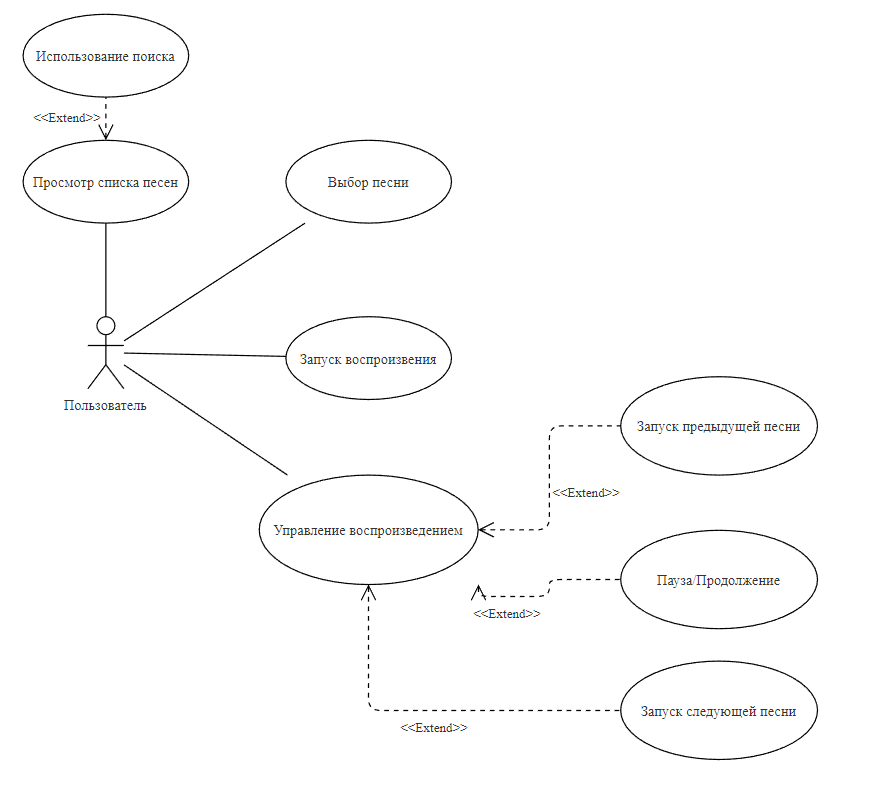 Использование поиска
<<Extend>>
Просмотр списка песен
Выбор песни
Запуск воспроизвения
Пользователь
Запуск предыдущей песни
<<Extend>>
Управление воспроизведением
Пауза/Продолжение
<<Extend>>
Запуск следующей песни
<<Extend>>